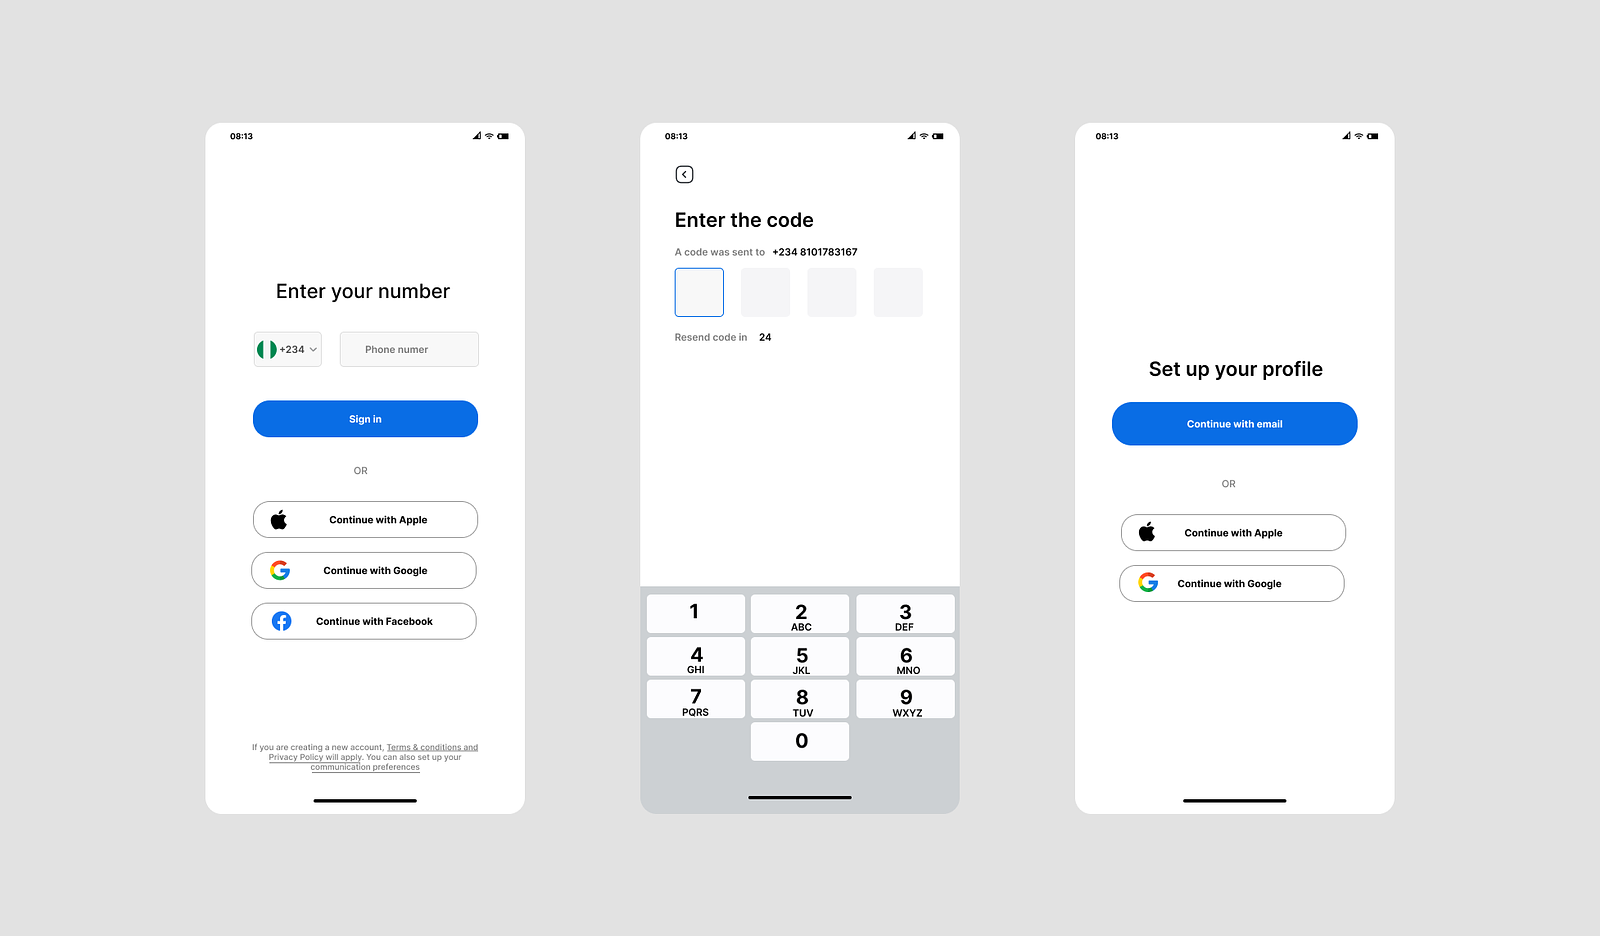 08:13
Enter your number
+234
Phone numer
Sign in
OR
Continue with Apple
Continue with Google
Continue with Facebook
If you are creating a new account, Terms & conditions and
Privacy Policy will apply. You can also set up your
communication preferences
08:13
Enter the code
A code was sent to +234 8101783167
Resend code in 24
1
2
ABC
3
DEF
4
GHI
5
JKL
6
MNO
7
PQRS
8
TUV
9
WXYZ
0
08:13
Set up your profile
Continue with email
OR
Continue with Apple
Continue with Google